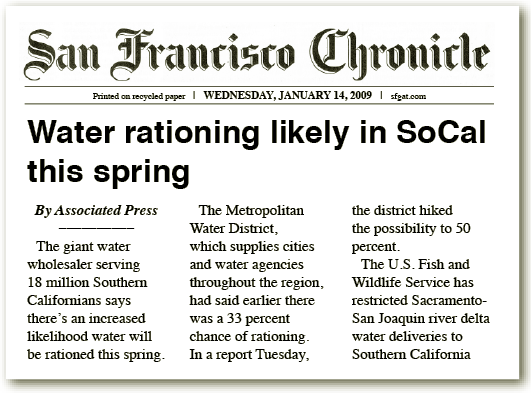 San Francisco Chronicle
Printed on recycled paper | WEDNESDAY, JANUARY 14, 2009 | sfgat.com
Water rationing likely in SoCal
this spring
By Associated Press
The giant water
wholesaler serving
18 million Southern
Californians says
there's an increased
likelihood water will
be rationed this spring.
The Metropolitan
Water District,
which supplies cities
and water agencies
throughout the region,
had said earlier there
was a 33 percent
chance of rationing.
In a report Tuesday,
the district hiked
the possibility to 50
percent.
The U.S. Fish and
Wildlife Service has
restricted Sacramento-
San Joaquin river delta
water deliveries to
Southern California